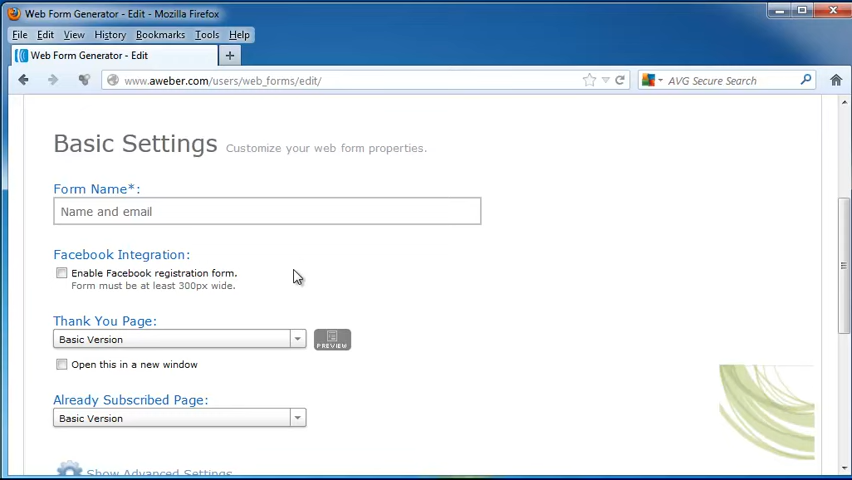 Web Form Generator - Edit - Mozilla Firefox
File Edit View History Bookmarks Tools Help
Web Form Generator - Edit
www.aweber.com/users/web_forms/edit/
AVG Secure Search
Basic Settings Customize your web form properties.
Form Name*:
Name and email
Facebook Integration:
Enable Facebook registration form.
Form must be at least 300px wide.
Thank You Page:
Basic Version
PREVIEW
Open this in a new window
Already Subscribed Page:
Basic Version
Show Advanced Settings